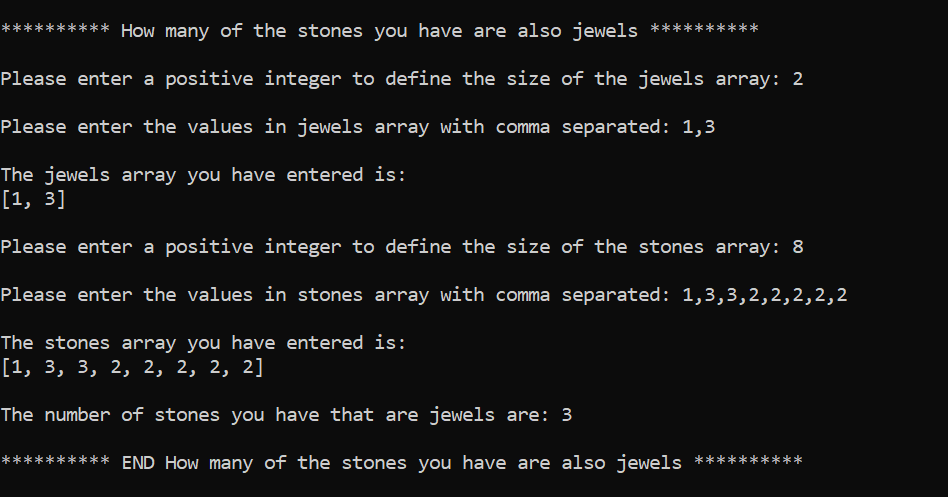 ********** How many of the stones you have are also jewels **********
Please enter a positive integer to define the size of the jewels array: 2
Please enter the values in jewels array with comma separated: 1,3
The jewels array you have entered is:
[1, 3]
Please enter a positive integer to define the size of the stones array: 8
Please enter the values in stones array with comma separated: 1,3,3,2,2,2,2,2
The stones array you have entered is:
[1, 3, 3, 2, 2, 2, 2, 2]
The number of stones you have that are jewels are: 3
********** END How many of the stones you have are also jewels **********